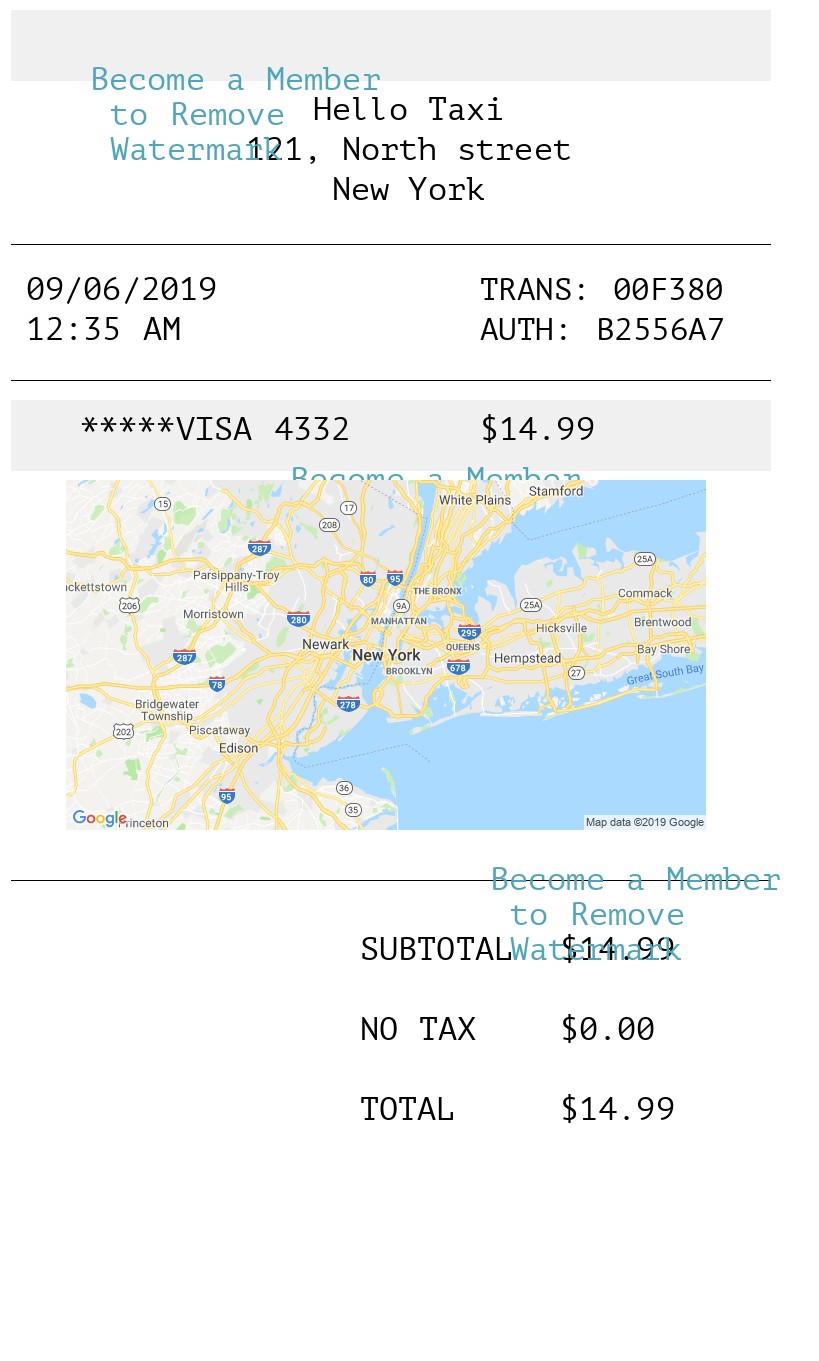 Become a Member
to Remove
Watermark
Hello Taxi
121, North street
New York
09/06/2019
12:35 AM
TRANS: 00F380
AUTH: B2556A7
*****VISA 4332 $14.99
Become a Member
White Plains
Stamford
15
17
208
287
25A
Parsippany-Troy
Hills
80
95
THE BRONX
ckettstown
206
9A
25A
Commack
Morristown
280
MANHATTAN
295
Hicksville
Brentwood
Newark
QUEENS
287
New York
Hempstead
Bay Shore
BROOKLYN
678
27
Great South Bay
78
278
Bridgewater
Township
202
Piscataway
Edison
36
95
35
Google
rinceton
Map data ©2019 Google
Become a Member
to Remove
Watermark
SUBTOTAL $14.99
NO TAX $0.00
TOTAL $14.99